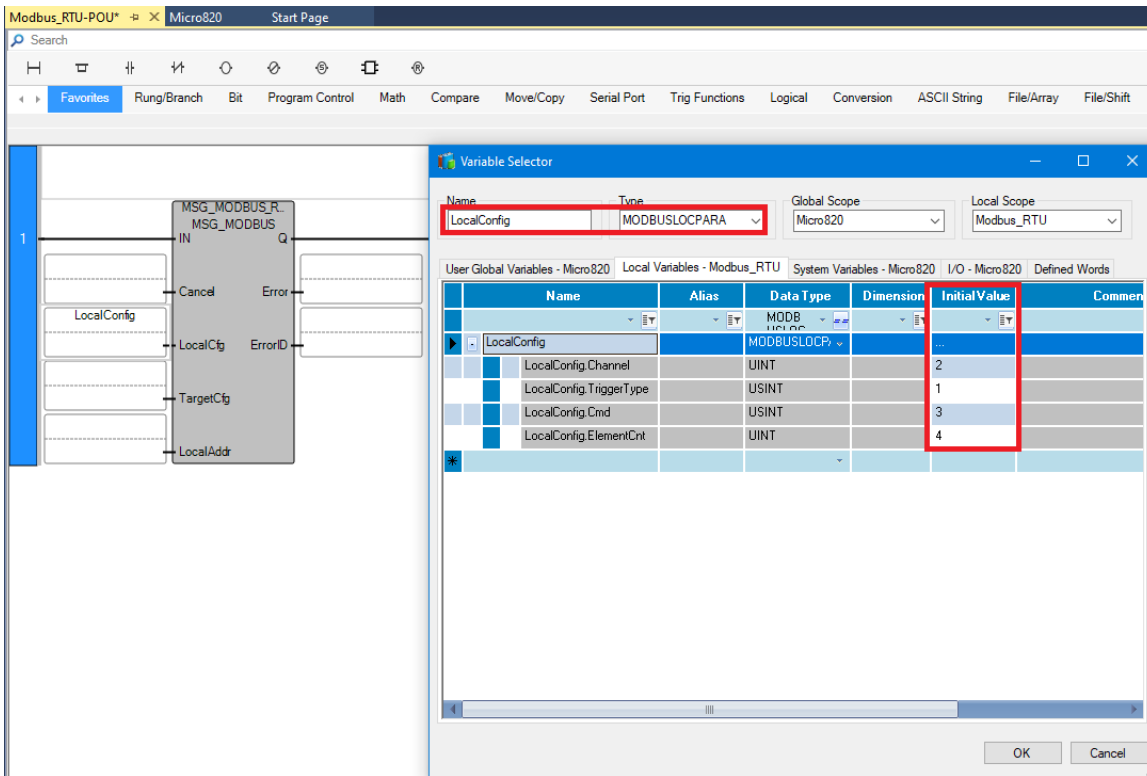 Modbus_RTU-POU* Micro820 Start Page
Search
Favorites Rung/Branch Bit Program Control Math Compare Move/Copy Serial Port Trig Functions Logical Conversion ASCII String File/Array File/Shift
1
MSG_MODBUS_R...
MSG_MODBUS
IN Q
Cancel Error
LocalConfig
LocalCfg ErrorID
TargetCfg
LocalAddr
Variable Selector
Name Type Global Scope Local Scope
LocalConfig MODBUSLOCPARA Micro820 Modbus_RTU
User Global Variables - Micro820 Local Variables - Modbus_RTU System Variables - Micro820 I/O - Micro820 Defined Words
Name Alias Data Type Dimension Initial Value Commen
MODB
LocalConfig MODBUSLOCP ...
LocalConfig.Channel UINT 2
LocalConfig.TriggerType USINT 1
LocalConfig.Cmd USINT 3
LocalConfig.ElementCnt UINT 4
OK Cancel